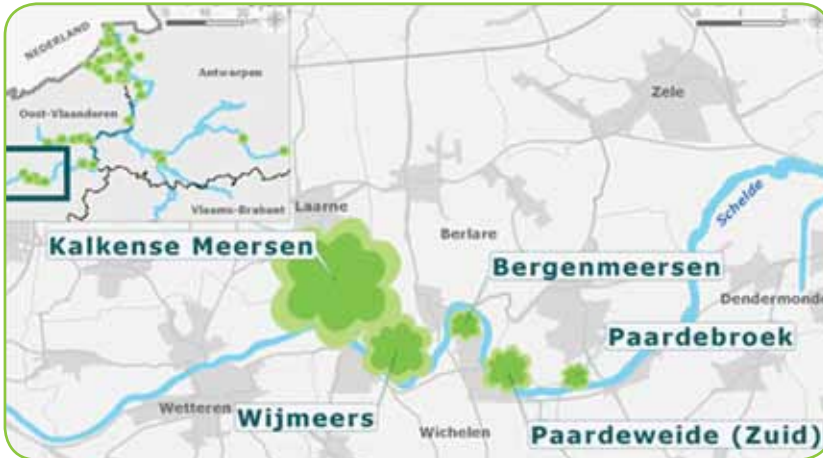 NEDERLAND
Antwerpen
Oost-Vlaanderen
Vlaams-Brabant
Zele
Schelde
Laarne
Kalkense Meersen
Berlare
Bergenmeersen
Dendermonde
Paardebroek
Wijmeers
Wetteren
Wichelen
Paardeweide (Zuid)